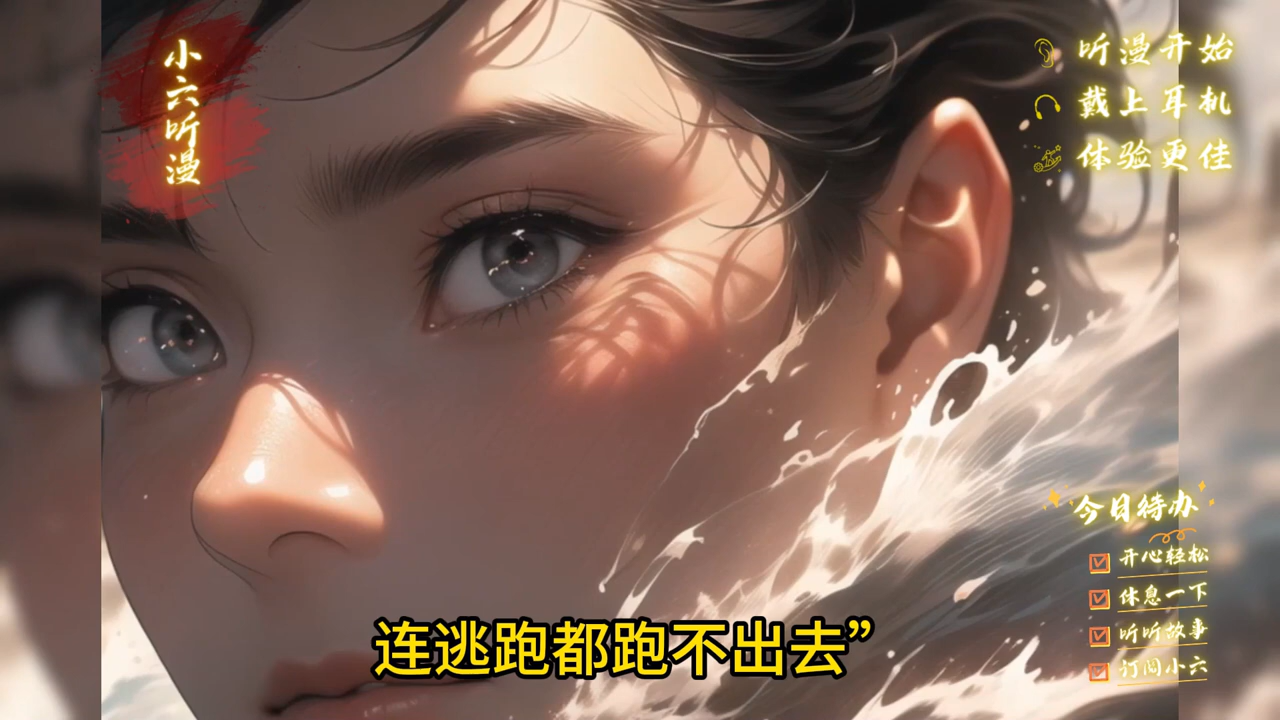 小六听漫
听漫开始
戴上耳机
体验更佳
今日待办
开心轻松
休息一下
听听故事
订阅小六
连逃跑都跑不出去”